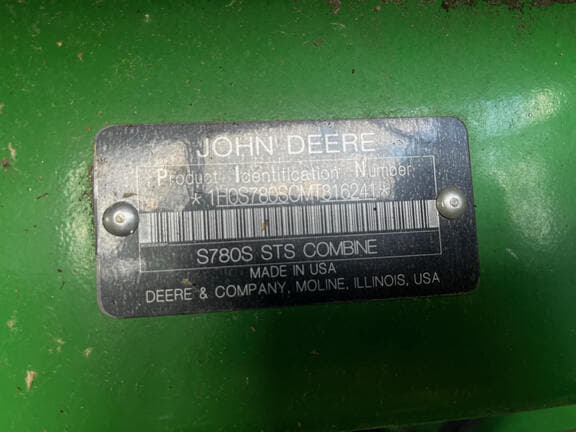 JOHN DEERE
Product Identification Number
*1H0S780SCMT816241*
S780S STS COMBINE
MADE IN USA
DEERE & COMPANY, MOLINE, ILLINOIS, USA